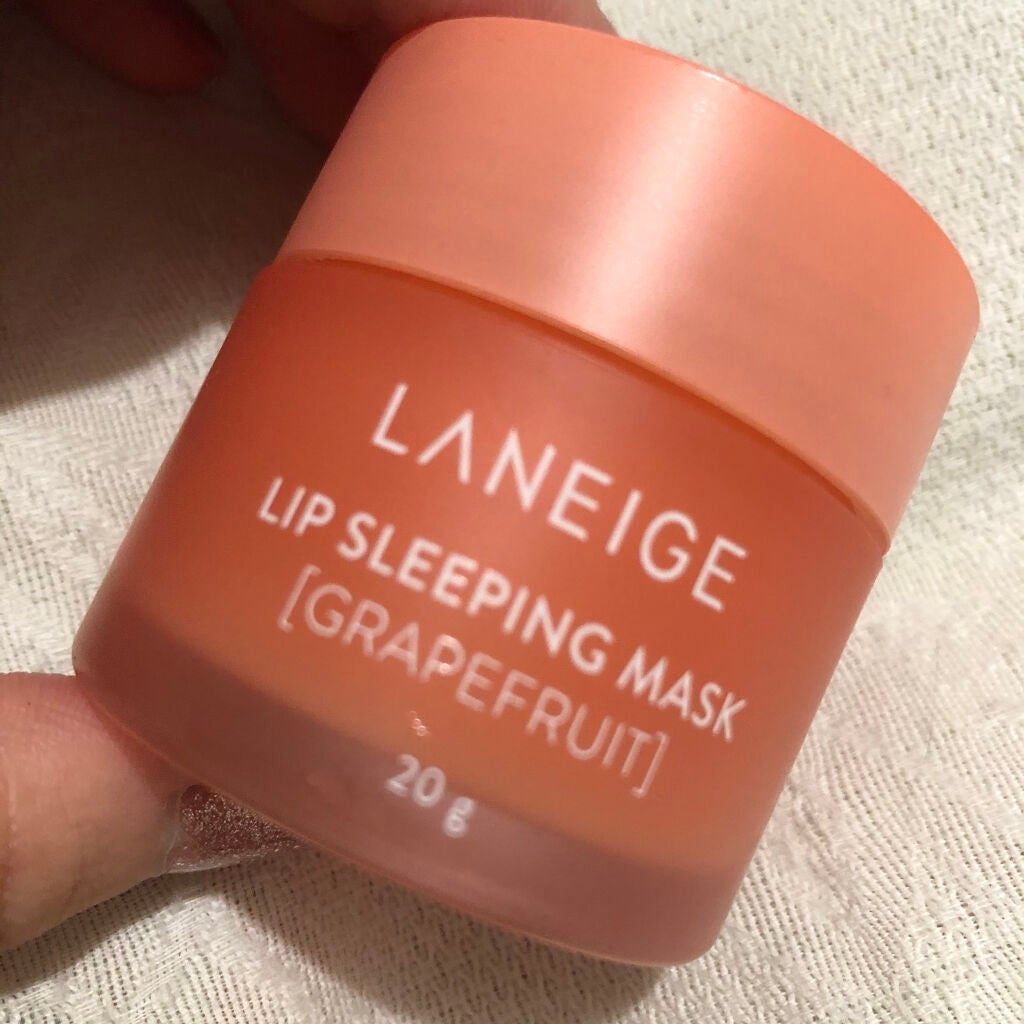 LANEIGE
LIP SLEEPING MASK
[GRAPEFRUIT]
20 g